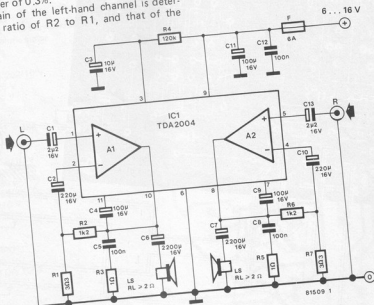 er of 0.3%.
ain of the left-hand channel is deter-
ratio of R2 to R1, and that of the
R4
120k
F
6A
6 . . . 16 V
C3
10µ
16V
C11
100µ
16V
C12
100n
3
9
IC1
TDA2004
L
C1
2µ2
16V
1
A1
2
A2
5
4
C13
2µ2
16V
R
C2
220µ
16V
C10
220µ
16V
11
10
6
8
7
C4
100µ
16V
C9
100µ
16V
R2
1k2
R6
1k2
C5
100n
C6
2200µ
16V
C7
2200µ
16V
C8
100n
R1
3Ω3
R3
1Ω
LS
RL ≥ 2 Ω
LS
RL ≥ 2 Ω
R5
1Ω
R7
3Ω3
81509 1
0